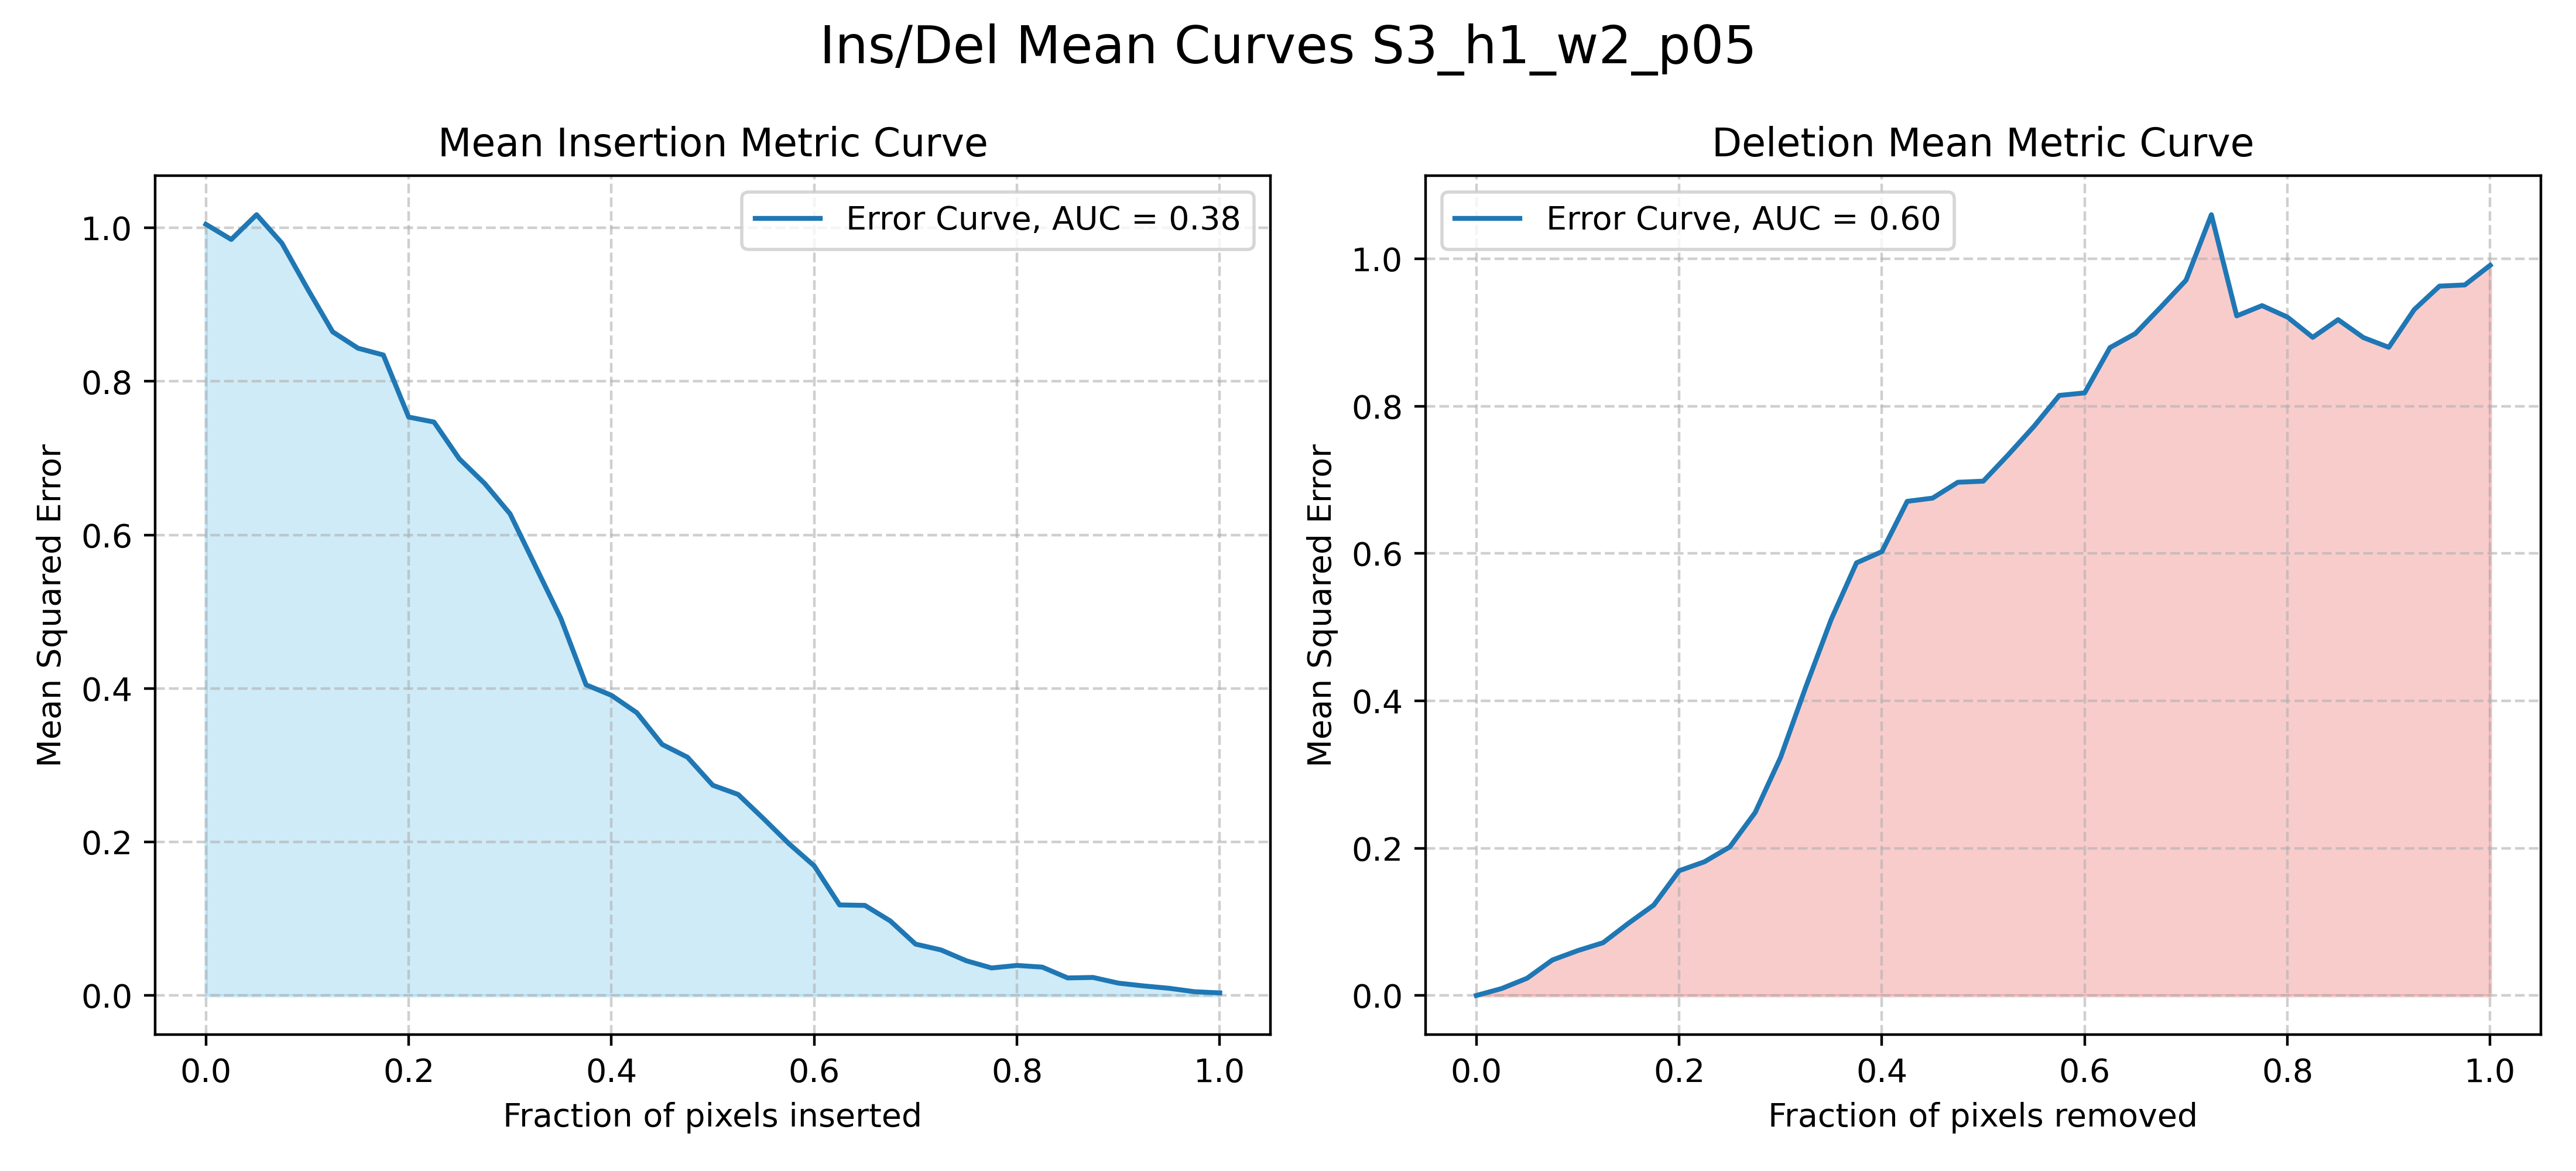 Ins/Del Mean Curves S3_h1_w2_p05
Mean Insertion Metric Curve
Error Curve, AUC = 0.38
Mean Squared Error
1.0
0.8
0.6
0.4
0.2
0.0
0.0 0.2 0.4 0.6 0.8 1.0
Fraction of pixels inserted
Deletion Mean Metric Curve
Error Curve, AUC = 0.60
Mean Squared Error
1.0
0.8
0.6
0.4
0.2
0.0
0.0 0.2 0.4 0.6 0.8 1.0
Fraction of pixels removed